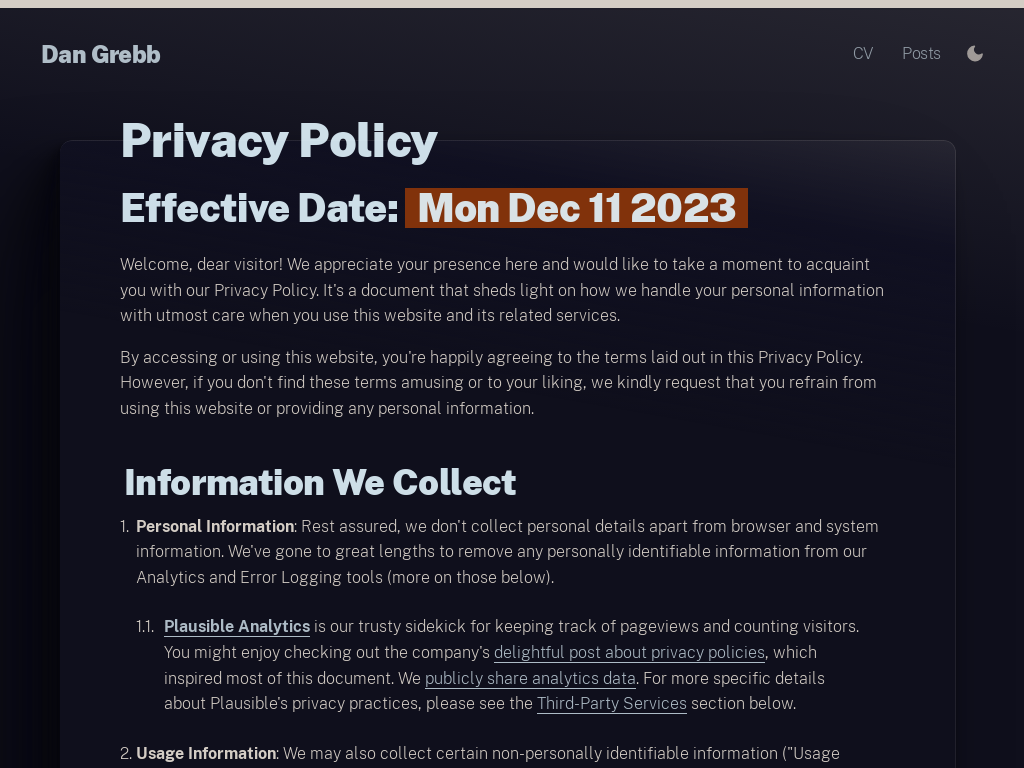 Dan Grebb
CV
Posts
Privacy Policy
Effective Date: Mon Dec 11 2023
Welcome, dear visitor! We appreciate your presence here and would like to take a moment to acquaint
you with our Privacy Policy. It's a document that sheds light on how we handle your personal information
with utmost care when you use this website and its related services.
By accessing or using this website, you're happily agreeing to the terms laid out in this Privacy Policy.
However, if you don't find these terms amusing or to your liking, we kindly request that you refrain from
using this website or providing any personal information.
Information We Collect
1. Personal Information: Rest assured, we don't collect personal details apart from browser and system
information. We've gone to great lengths to remove any personally identifiable information from our
Analytics and Error Logging tools (more on those below).
1.1. Plausible Analytics is our trusty sidekick for keeping track of pageviews and counting visitors.
You might enjoy checking out the company's delightful post about privacy policies, which
inspired most of this document. We publicly share analytics data. For more specific details
about Plausible's privacy practices, please see the Third-Party Services section below.
2. Usage Information: We may also collect certain non-personally identifiable information ("Usage